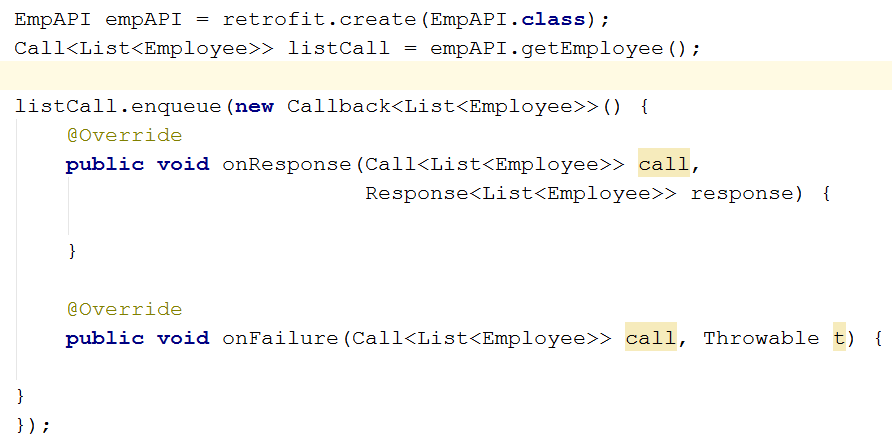 EmpAPI empAPI = retrofit.create(EmpAPI.class);
Call<List<Employee>> listCall = empAPI.getEmployee();
listCall.enqueue(new Callback<List<Employee>>() {
@Override
public void onResponse(Call<List<Employee>> call,
Response<List<Employee>> response) {
}
@Override
public void onFailure(Call<List<Employee>> call, Throwable t) {
}
});